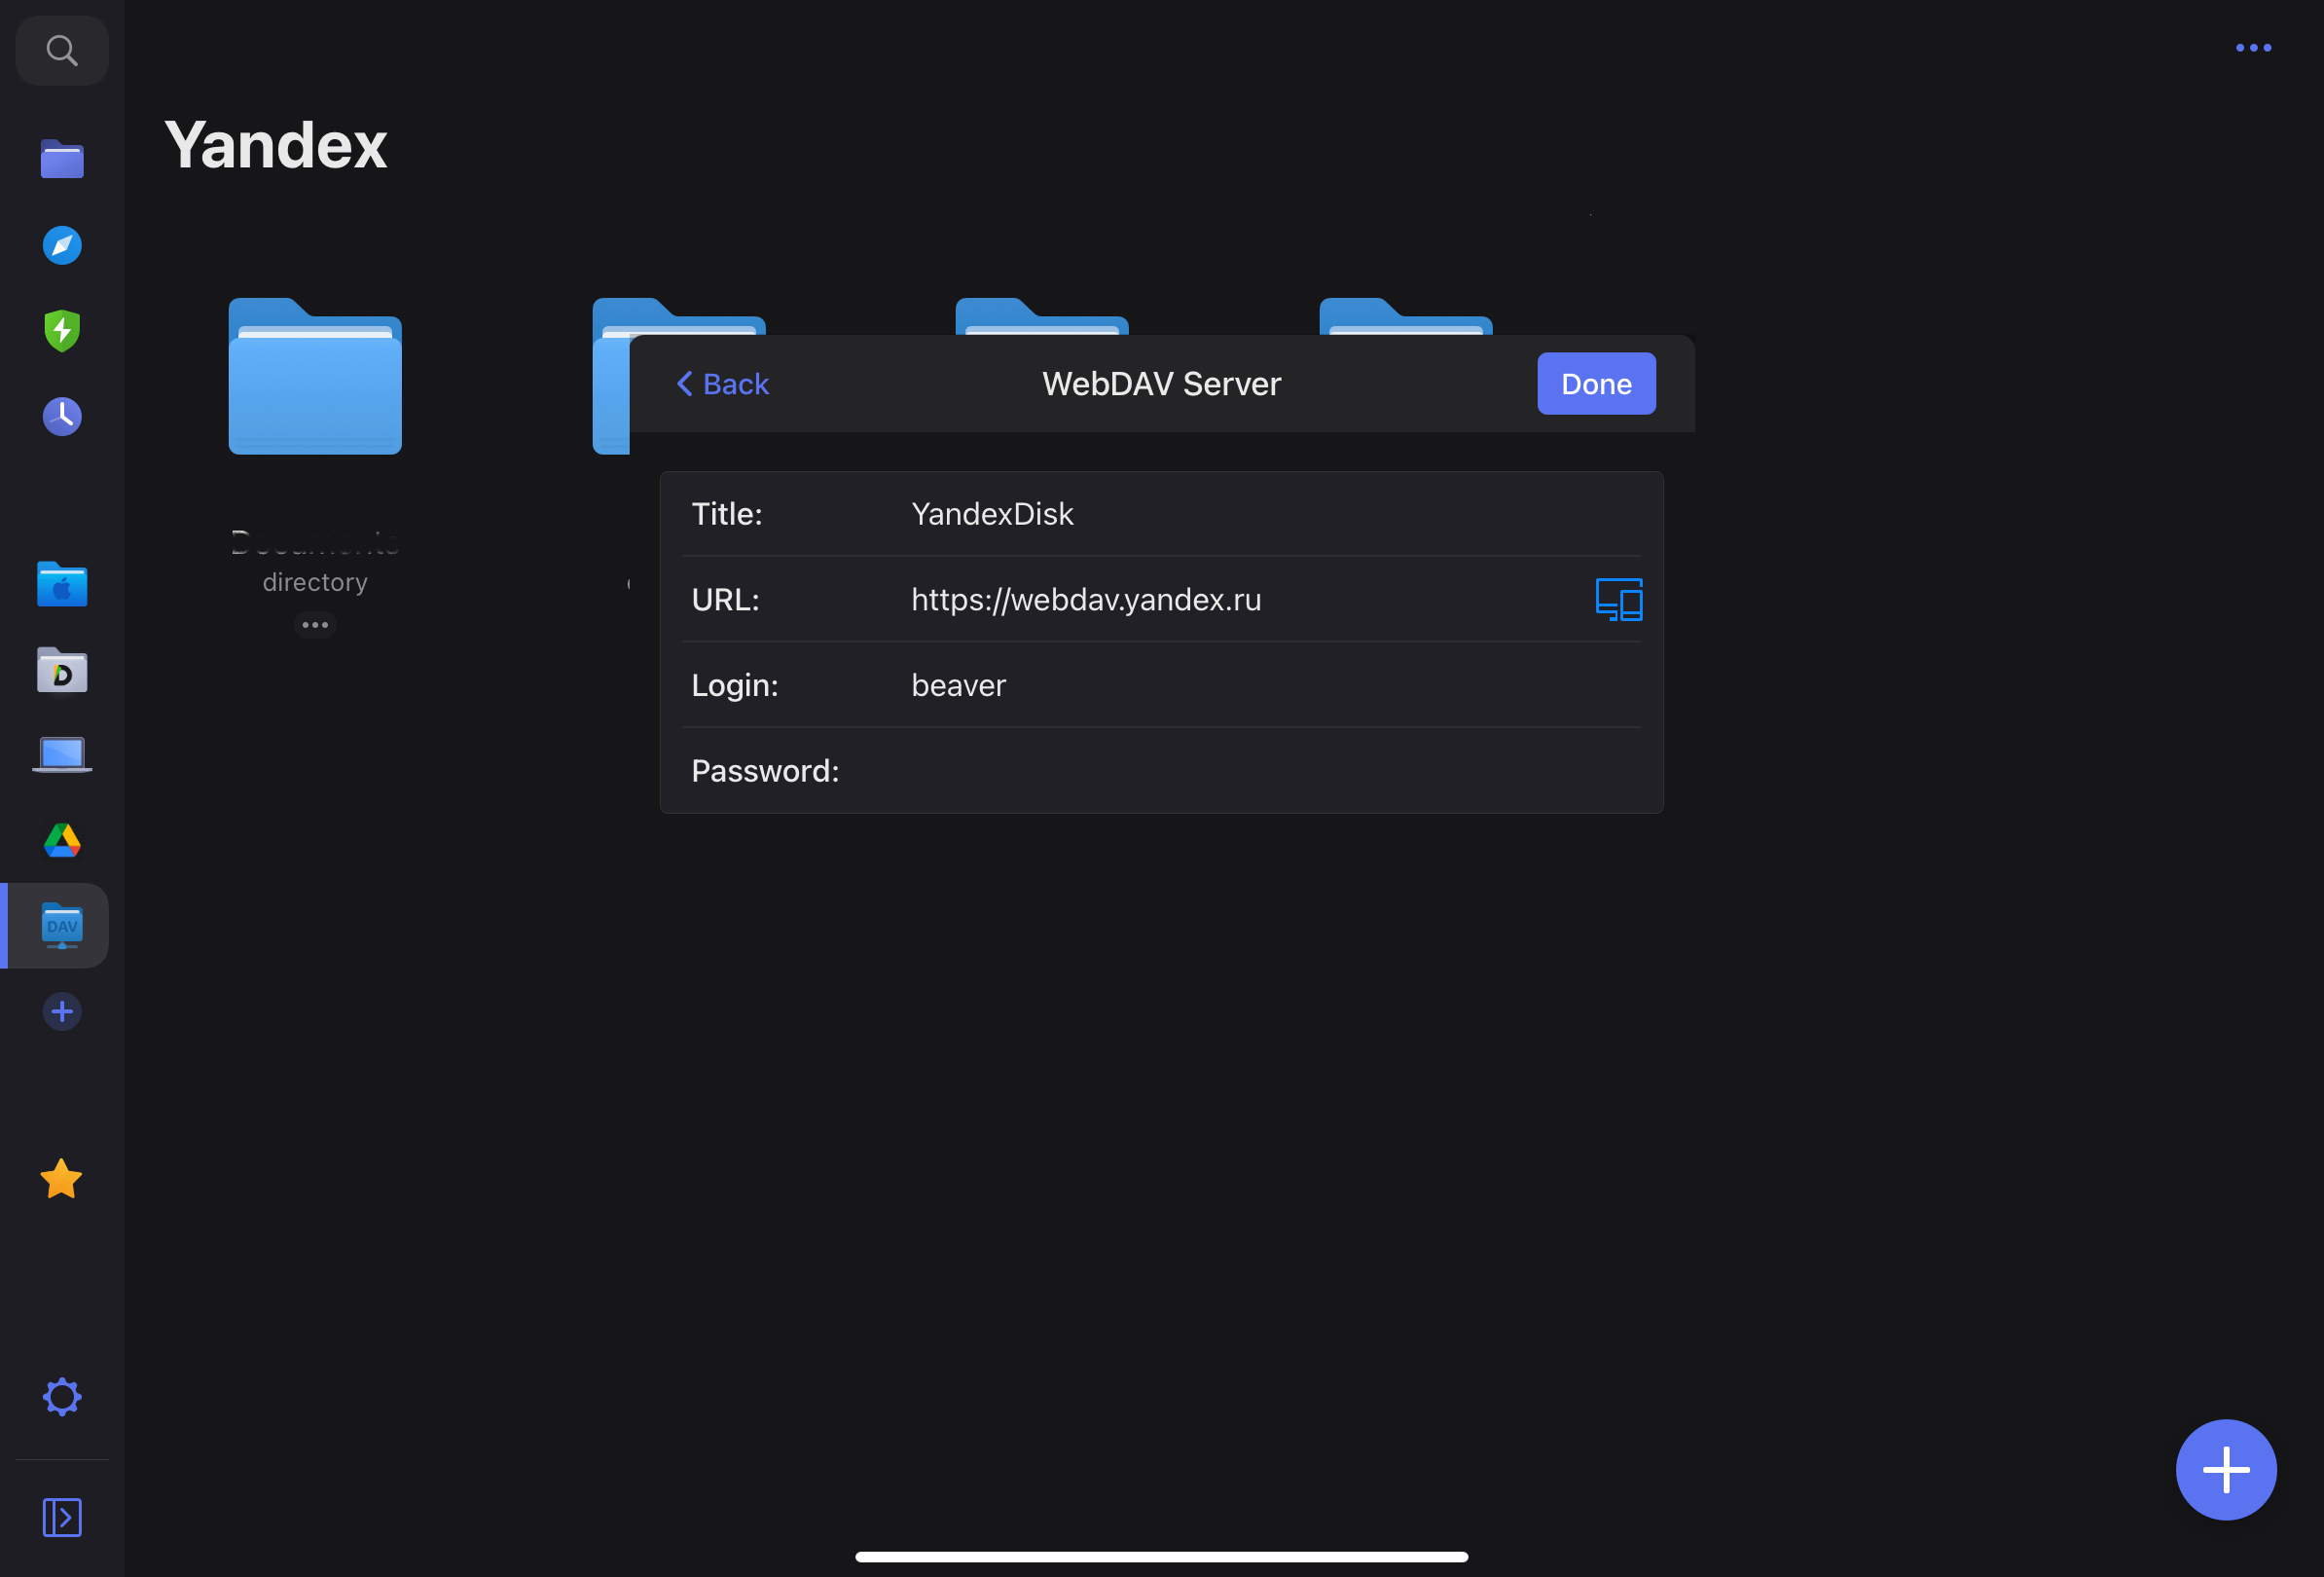 Yandex
Back
WebDAV Server
Done
Title:
YandexDisk
URL:
https://webdav.yandex.ru
Login:
beaver
Password:
Documents
directory
DAV